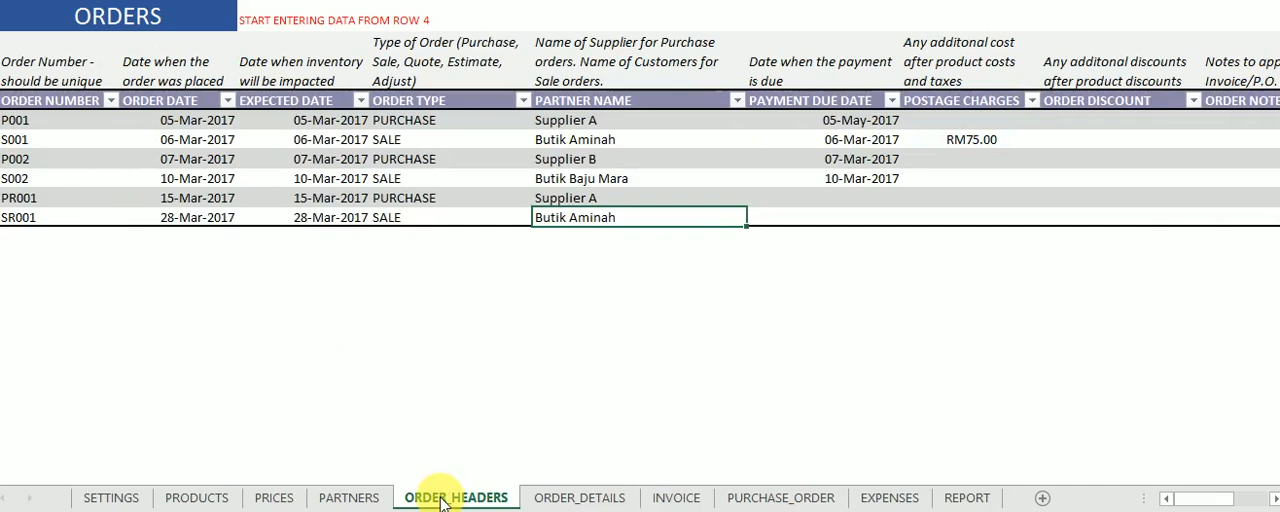 ORDERS
START ENTERING DATA FROM ROW 4
Order Number - should be unique
Date when the order was placed
Date when inventory will be impacted
Type of Order (Purchase, Sale, Quote, Estimate, Adjust)
Name of Supplier for Purchase orders. Name of Customers for Sale orders.
Date when the payment is due
Any additonal cost after product costs and taxes
Any additonal discounts after product discounts
Notes to app
Invoice/P.O.
ORDER NUMBER ORDER DATE EXPECTED DATE ORDER TYPE PARTNER NAME PAYMENT DUE DATE POSTAGE CHARGES ORDER DISCOUNT ORDER NOTE
P001 05-Mar-2017 05-Mar-2017 PURCHASE Supplier A 05-May-2017
S001 06-Mar-2017 06-Mar-2017 SALE Butik Aminah 06-Mar-2017 RM75.00
P002 07-Mar-2017 07-Mar-2017 PURCHASE Supplier B 07-Mar-2017
S002 10-Mar-2017 10-Mar-2017 SALE Butik Baju Mara 10-Mar-2017
PR001 15-Mar-2017 15-Mar-2017 PURCHASE Supplier A
SR001 28-Mar-2017 28-Mar-2017 SALE Butik Aminah
SETTINGS PRODUCTS PRICES PARTNERS ORDER_HEADERS ORDER_DETAILS INVOICE PURCHASE_ORDER EXPENSES REPORT